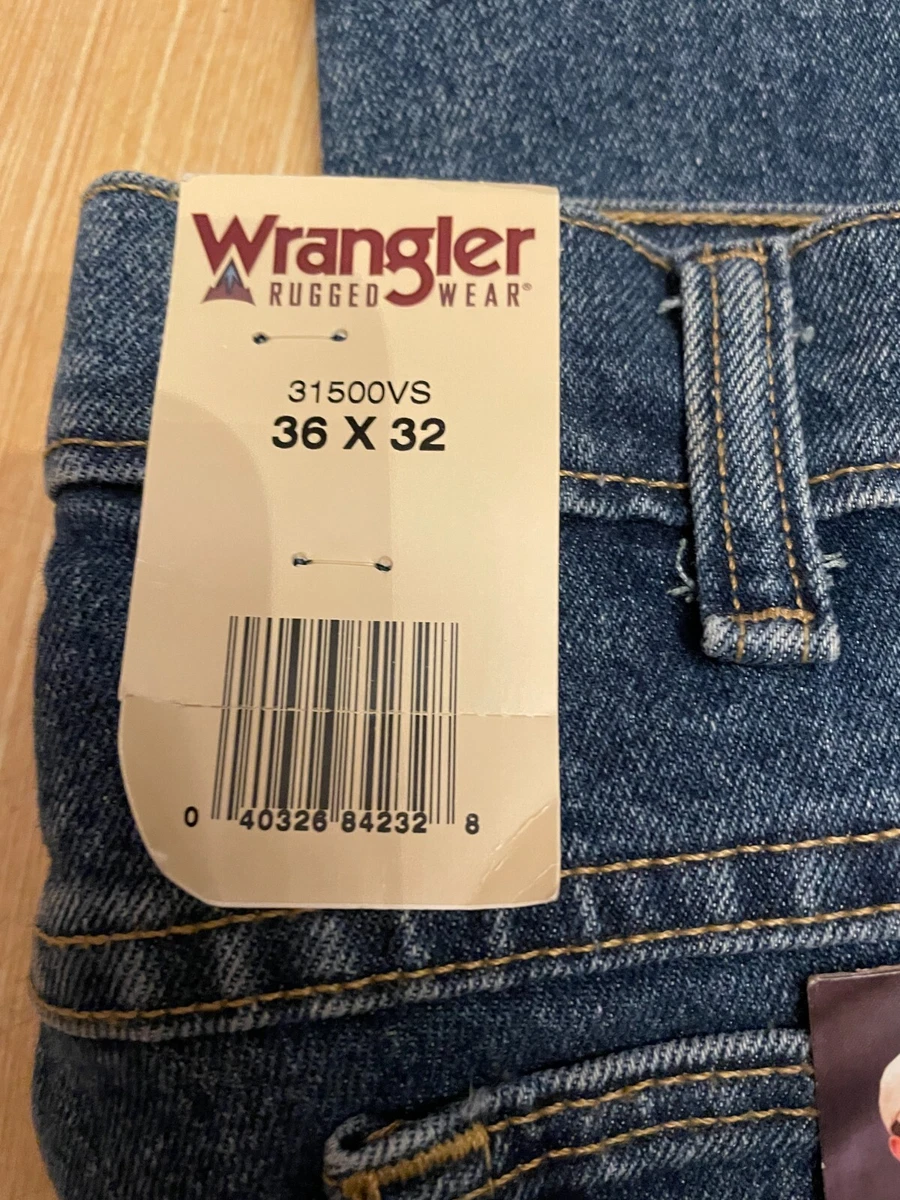 Wrangler
RUGGED WEAR®
31500VS
36 X 32
0 40326 84232 8